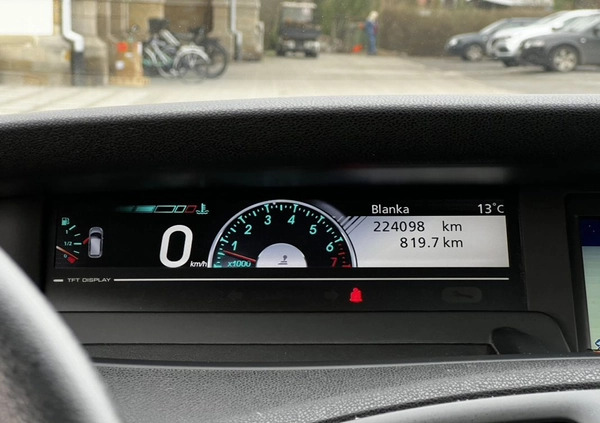 Blanka 13°C
224098 km
819.7 km
1/2
0 km/h
1 2 3 4 5 6 7
x1000
TFT DISPLAY